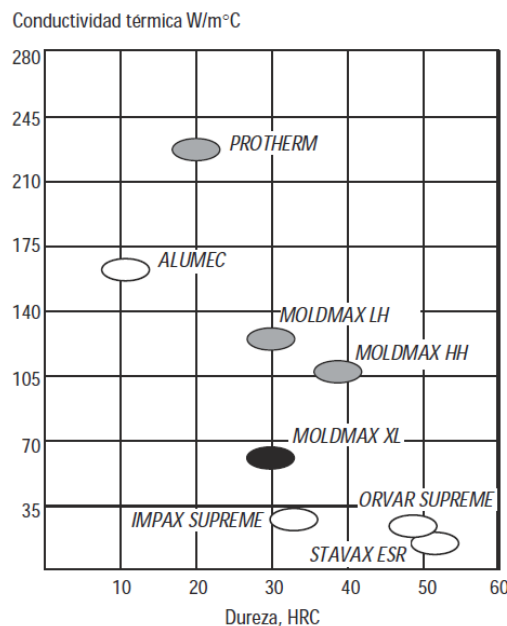 Conductividad térmica W/m°C
280
245
PROTHERM
210
175
ALUMEC
140
MOLDMAX LH
MOLDMAX HH
105
MOLDMAX XL
70
ORVAR SUPREME
35
IMPAX SUPREME
STAVAX ESR
10 20 30 40 50 60
Dureza, HRC